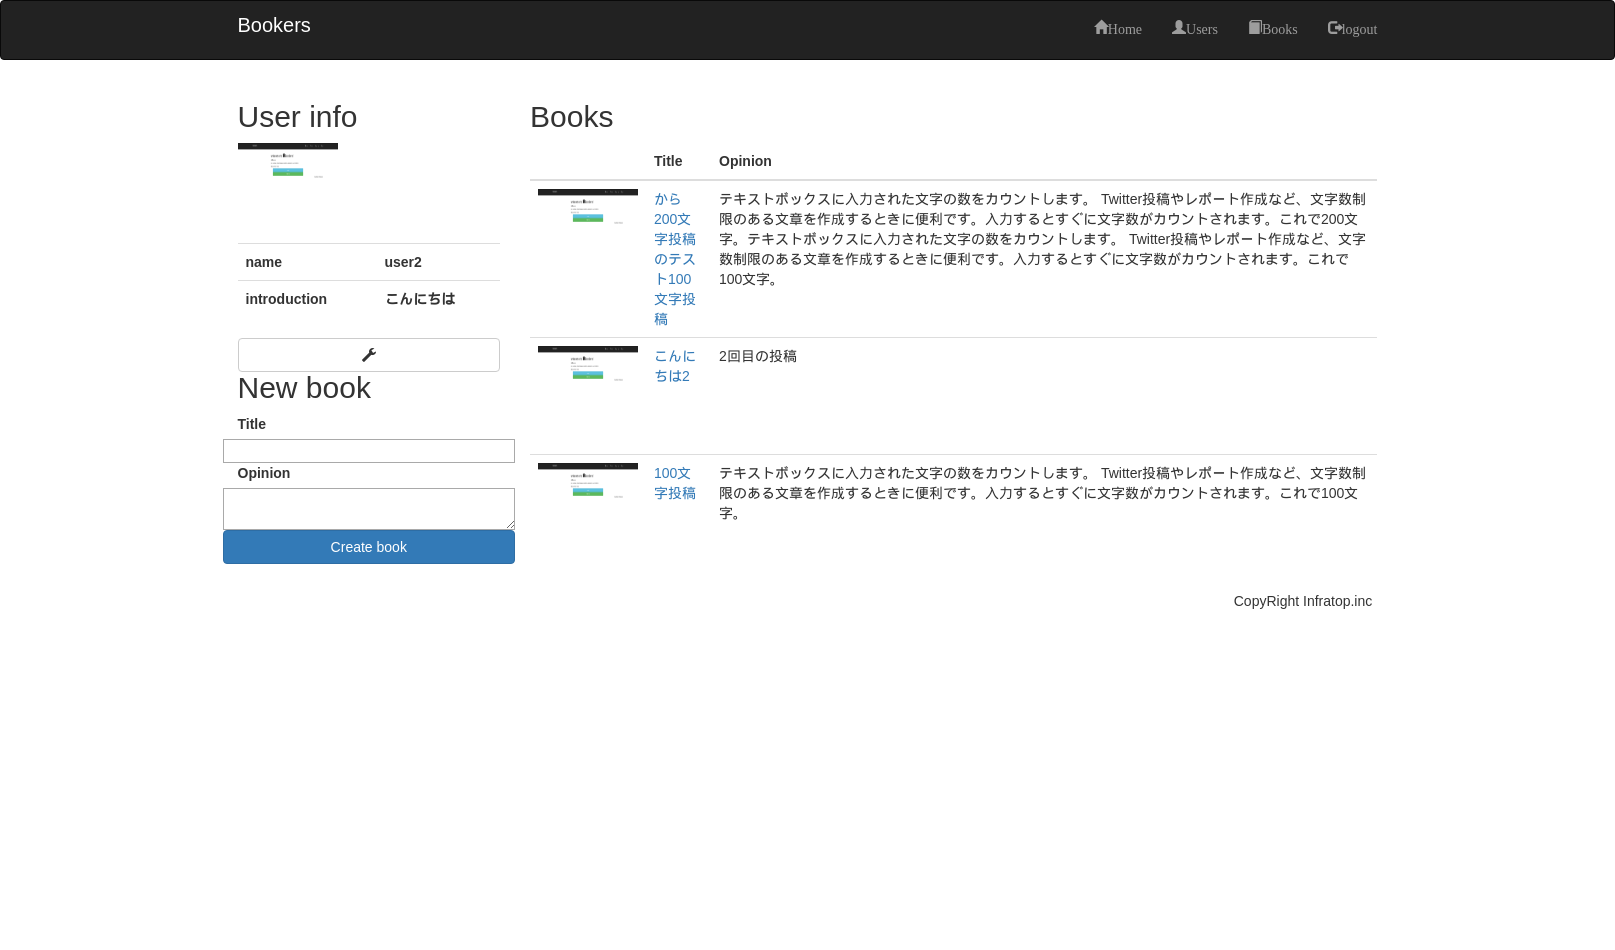 Bookers
Home Users Books logout
User info
name user2
introduction こんにちは
New book
Title
Opinion
Create book
Books
Title Opinion
から
200文
字投稿
のテス
ト100
文字投
稿
テキストボックスに入力された文字の数をカウントします。 Twitter投稿やレポート作成など、文字数制
限のある文章を作成するときに便利です。入力するとすぐに文字数がカウントされます。これで200文
字。テキストボックスに入力された文字の数をカウントします。 Twitter投稿やレポート作成など、文字
数制限のある文章を作成するときに便利です。入力するとすぐに文字数がカウントされます。これで
100文字。
こんに
ちは2
2回目の投稿
100文
字投稿
テキストボックスに入力された文字の数をカウントします。 Twitter投稿やレポート作成など、文字数制
限のある文章を作成するときに便利です。入力するとすぐに文字数がカウントされます。これで100文
字。
CopyRight Infratop.inc